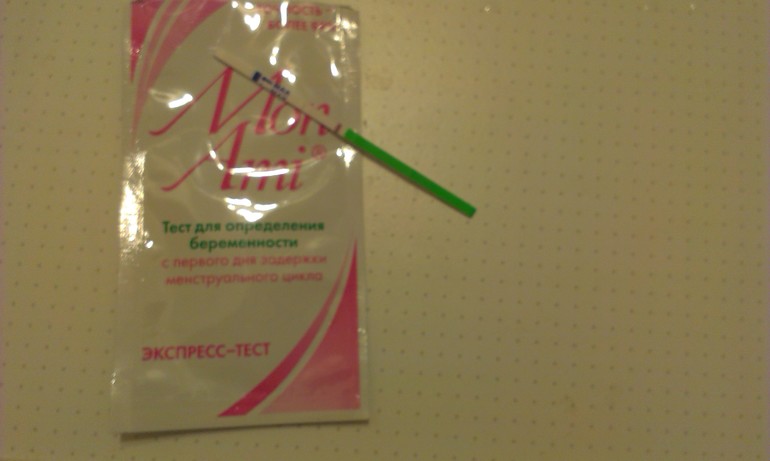 Mon
Ami®
Тест для определения
беременности
с первого дня задержки
менструального цикла
ЭКСПРЕСС-ТЕСТ